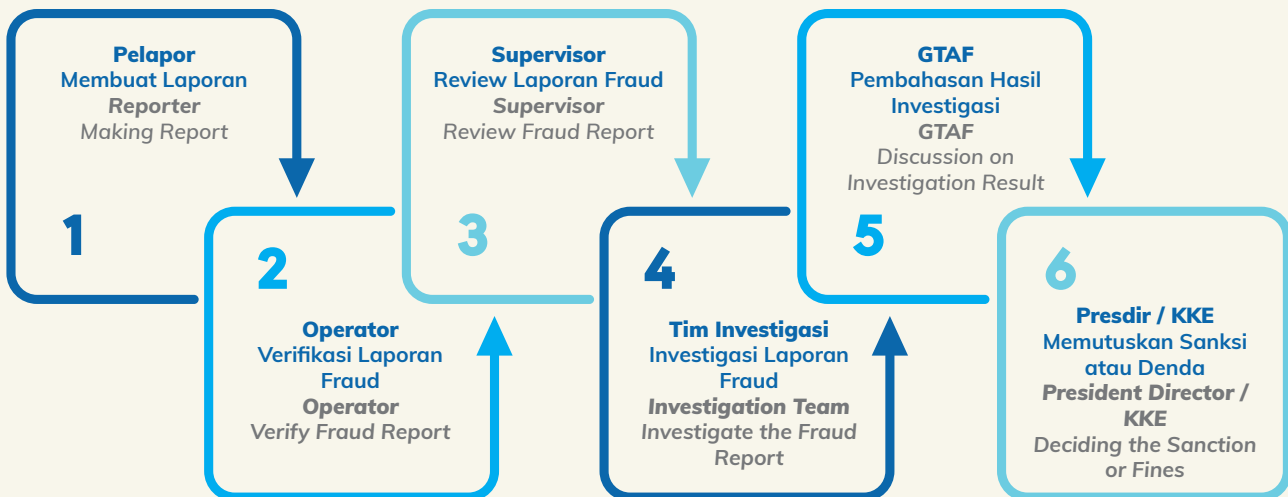 Pelapor
Membuat Laporan
Reporter
Making Report
1
2
Operator
Verifikasi Laporan
Fraud
Operator
Verify Fraud Report
Supervisor
Review Laporan Fraud
Supervisor
Review Fraud Report
3
4
Tim Investigasi
Investigasi Laporan
Fraud
Investigation Team
Investigate the Fraud
Report
GTAF
Pembahasan Hasil
Investigasi
GTAF
Discussion on
Investigation Result
5
6
Presdir / KKE
Memutuskan Sanksi
atau Denda
President Director /
KKE
Deciding the Sanction
or Fines